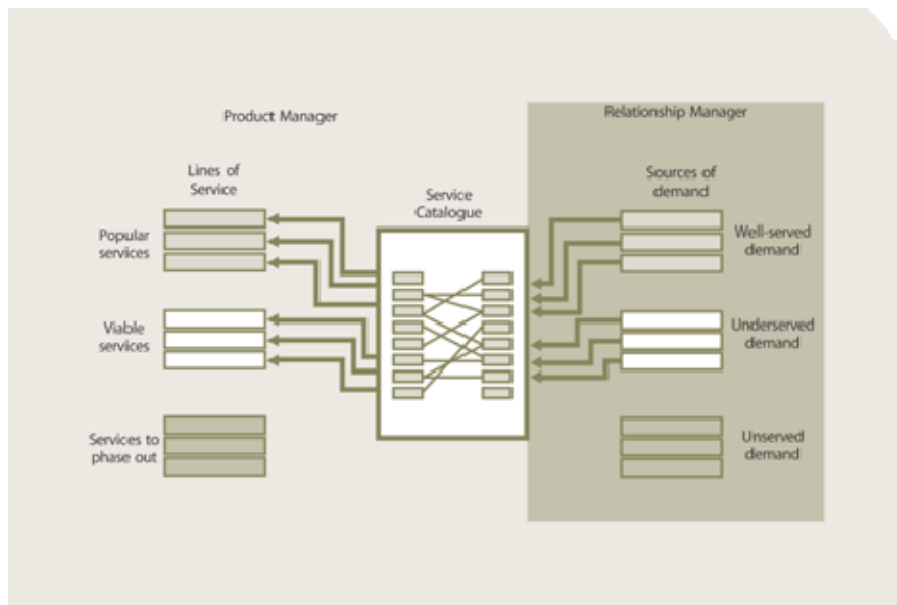 Product Manager
Relationship Manager
Lines of
Service
Service
Catalogue
Sources of
demand
Popular
services
Well-served
demand
Viable
services
Underserved
demand
Services to
phase out
Unserved
demand